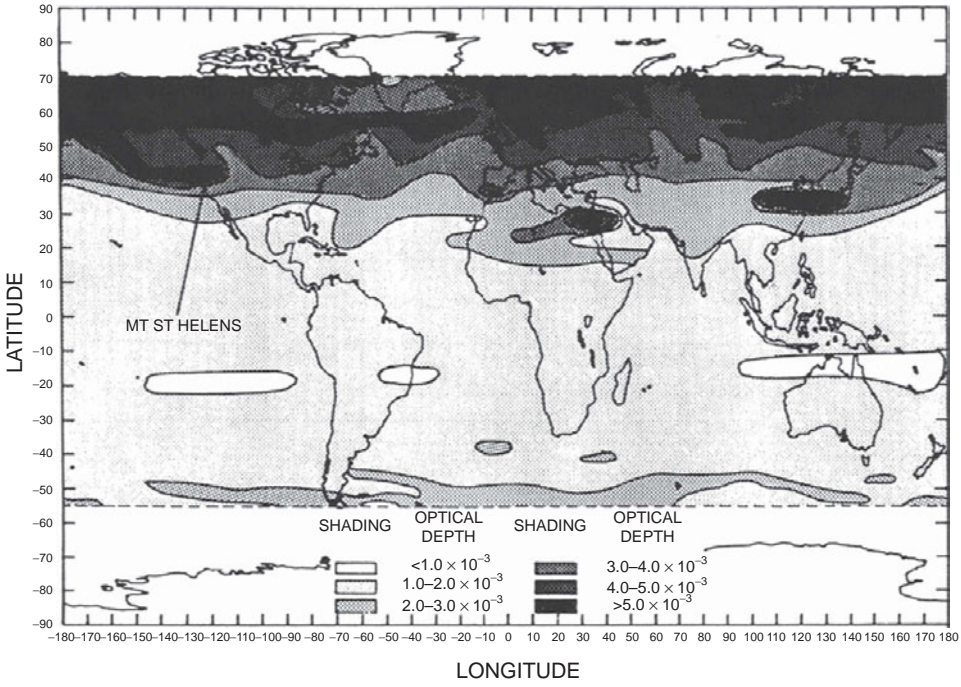 90
80
70
60
50
40
30
20
10
0
–10
–20
–30
–40
–50
–60
–70
–80
–90
LATITUDE
MT ST HELENS
SHADING OPTICAL DEPTH SHADING OPTICAL DEPTH
<1.0 × 10⁻³ 3.0–4.0 × 10⁻³
1.0–2.0 × 10⁻³ 4.0–5.0 × 10⁻³
2.0–3.0 × 10⁻³ >5.0 × 10⁻³
–180 –170 –160 –150 –140 –130 –120 –110 –100 –90 –80 –70 –60 –50 –40 –30 –20 –10 0 10 20 30 40 50 60 70 80 90 100 110 120 130 140 150 160 170 180
LONGITUDE